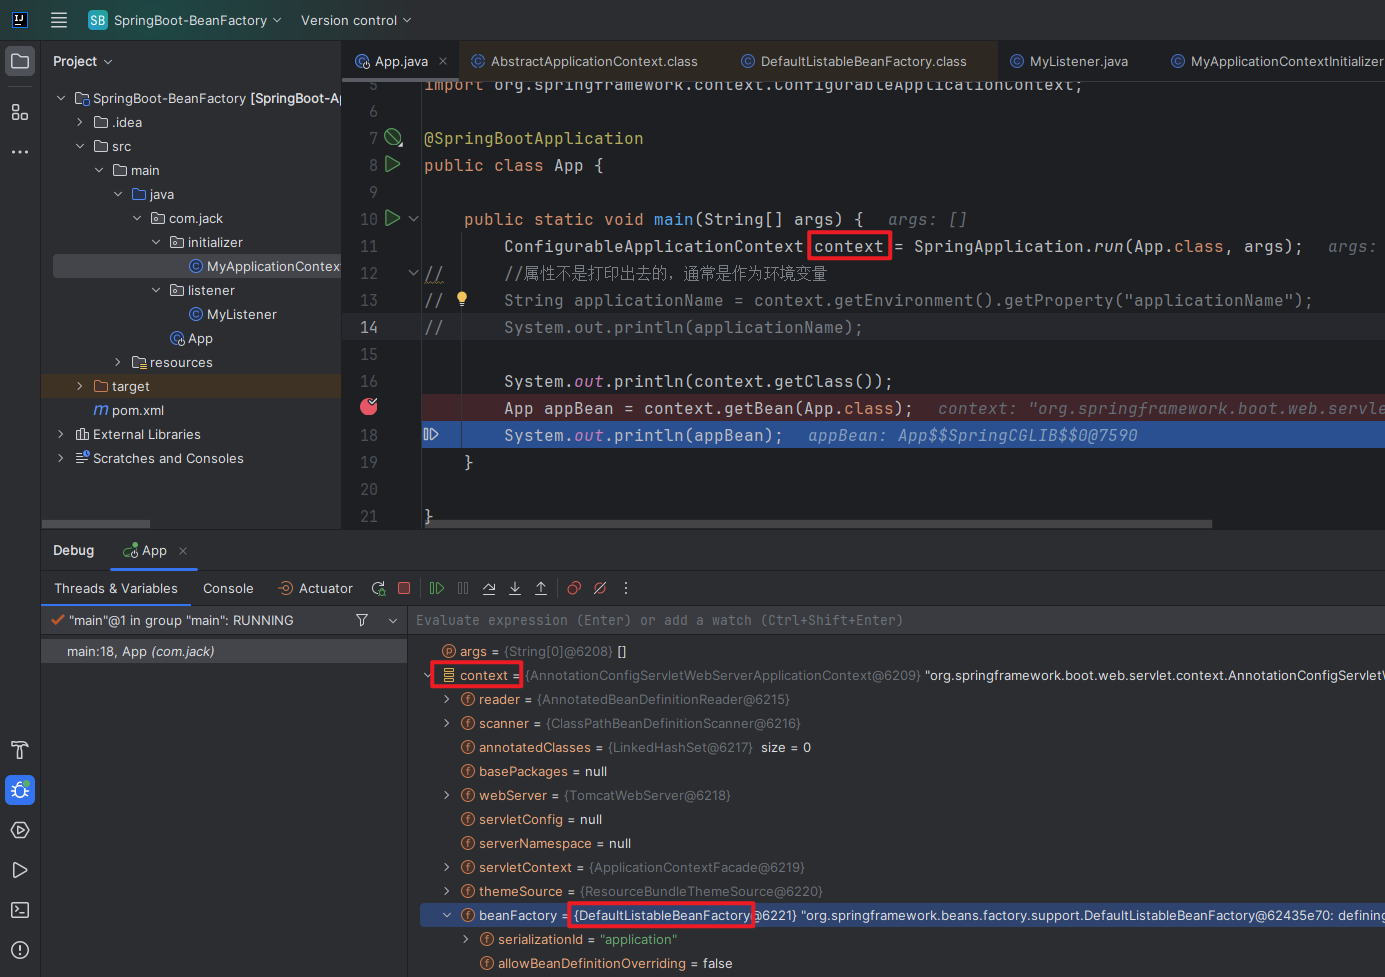 SB SpringBoot-BeanFactory Version control
Project
App.java AbstractApplicationContext.class DefaultListableBeanFactory.class MyListener.java MyApplicationContextInitializer
SpringBoot-BeanFactory [SpringBoot-Ap
.idea
src
main
java
com.jack
initializer
MyApplicationContex
listener
MyListener
App
resources
target
pom.xml
External Libraries
Scratches and Consoles
5 import org.springframework.context.ConfigurableApplicationContext;
6
7 @SpringBootApplication
8 public class App {
9
10 public static void main(String[] args) { args: []
11 ConfigurableApplicationContext context = SpringApplication.run(App.class, args); args:
12 // //属性不是打印出去的，通常是作为环境变量
13 // String applicationName = context.getEnvironment().getProperty("applicationName");
14 // System.out.println(applicationName);
15
16 System.out.println(context.getClass());
App appBean = context.getBean(App.class); context: "org.springframework.boot.web.servle
18 System.out.println(appBean); appBean: App$$SpringCGLIB$$0@7590
19 }
20
21 }
Debug App
Threads & Variables Console Actuator
"main"@1 in group "main": RUNNING
main:18, App (com.jack)
Evaluate expression (Enter) or add a watch (Ctrl+Shift+Enter)
args = {String[0]@6208} []
context = {AnnotationConfigServletWebServerApplicationContext@6209} "org.springframework.boot.web.servlet.context.AnnotationConfigServletW
reader = {AnnotatedBeanDefinitionReader@6215}
scanner = {ClassPathBeanDefinitionScanner@6216}
annotatedClasses = {LinkedHashSet@6217} size = 0
basePackages = null
webServer = {TomcatWebServer@6218}
servletConfig = null
serverNamespace = null
servletContext = {ApplicationContextFacade@6219}
themeSource = {ResourceBundleThemeSource@6220}
beanFactory = {DefaultListableBeanFactory@6221} "org.springframework.beans.factory.support.DefaultListableBeanFactory@62435e70: defining
serializationId = "application"
allowBeanDefinitionOverriding = false